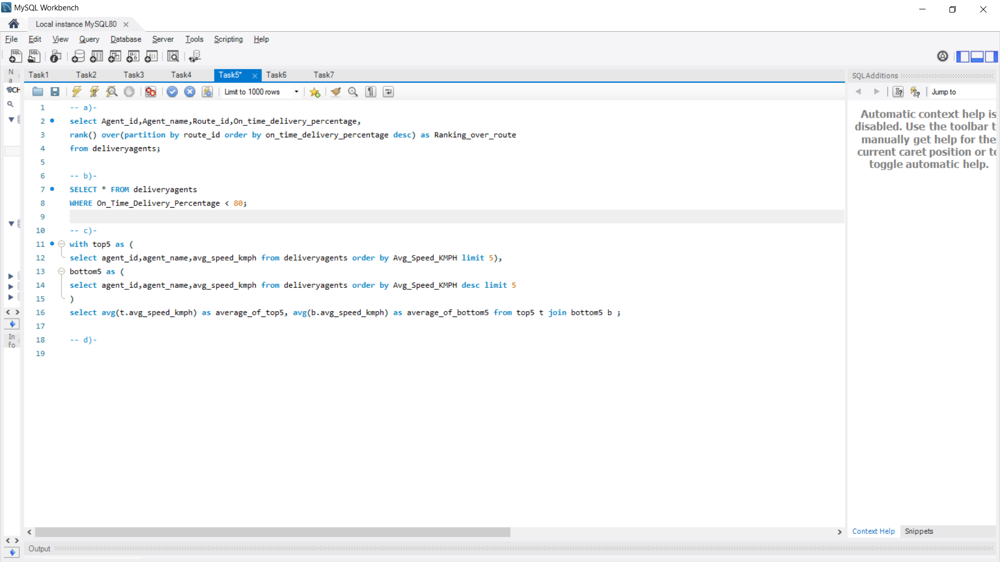 MySQL Workbench
Local instance MySQL80
File Edit View Query Database Server Tools Scripting Help
Na
SCH
Task1 Task2 Task3 Task4 Task5* Task6 Task7
Limit to 1000 rows
1 -- a)-
2 select Agent_id,Agent_name,Route_id,On_time_delivery_percentage,
3 rank() over(partition by route_id order by on_time_delivery_percentage desc) as Ranking_over_route
4 from deliveryagents;
5
6 -- b)-
7 SELECT * FROM deliveryagents
8 WHERE On_Time_Delivery_Percentage < 80;
9
10 -- c)-
11 with top5 as (
12 select agent_id,agent_name,avg_speed_kmph from deliveryagents order by Avg_Speed_KMPH limit 5),
13 bottom5 as (
14 select agent_id,agent_name,avg_speed_kmph from deliveryagents order by Avg_Speed_KMPH desc limit 5
15 )
16 select avg(t.avg_speed_kmph) as average_of_top5, avg(b.avg_speed_kmph) as average_of_bottom5 from top5 t join bottom5 b ;
17
18 -- d)-
19
Info
Output
SQLAdditions
Jump to
Automatic context help is
disabled. Use the toolbar t
manually get help for the
current caret position or to
toggle automatic help.
Context Help Snippets